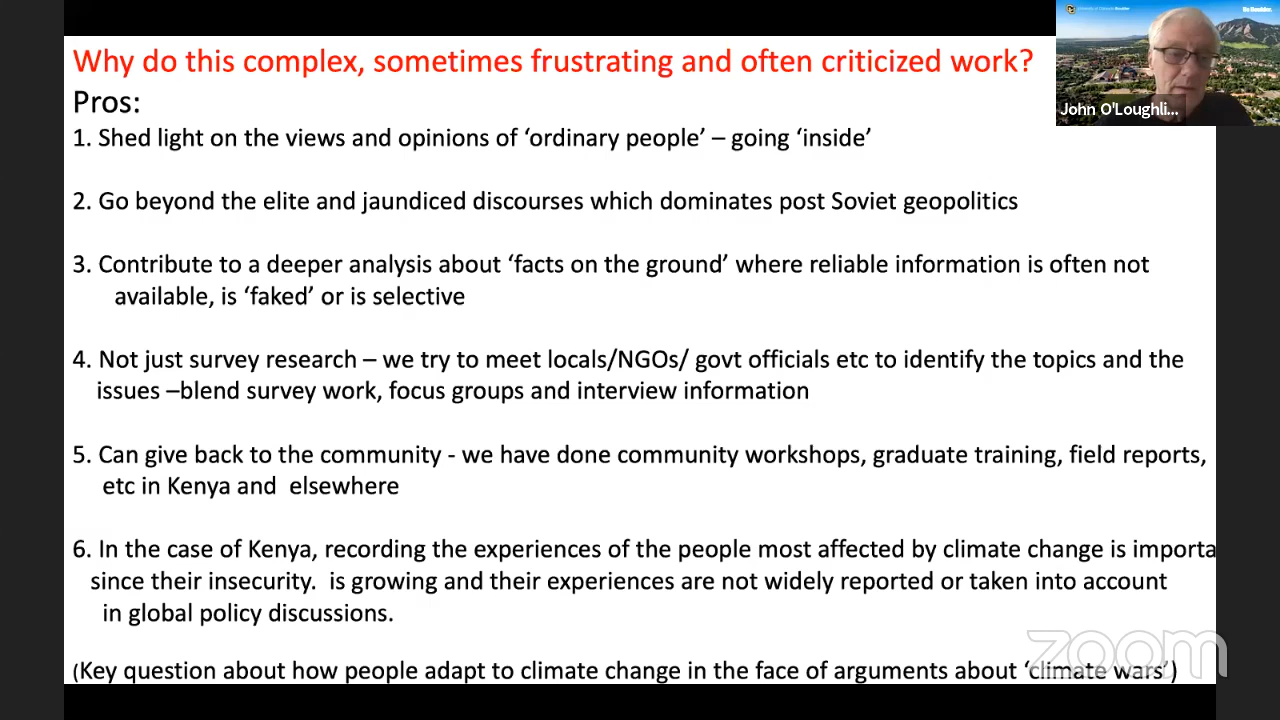 Why do this complex, sometimes frustrating and often criticized work?
Pros:
1. Shed light on the views and opinions of ‘ordinary people’ – going ‘inside’
2. Go beyond the elite and jaundiced discourses which dominates post Soviet geopolitics
3. Contribute to a deeper analysis about ‘facts on the ground’ where reliable information is often not
available, is ‘faked’ or is selective
4. Not just survey research – we try to meet locals/NGOs/ govt officials etc to identify the topics and the
issues –blend survey work, focus groups and interview information
5. Can give back to the community - we have done community workshops, graduate training, field reports,
etc in Kenya and  elsewhere
6. In the case of Kenya, recording the experiences of the people most affected by climate change is importa
since their insecurity.  is growing and their experiences are not widely reported or taken into account
in global policy discussions.
(Key question about how people adapt to climate change in the face of arguments about ‘climate wars’)
University of Colorado Boulder
Be Boulder.
John O'Loughli...
zoom